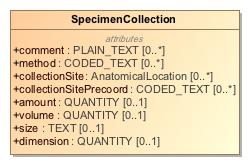 SpecimenCollection
attributes
+comment : PLAIN_TEXT [0..*]
+method : CODED_TEXT [0..*]
+collectionSite : AnatomicalLocation [0..*]
+collectionSitePrecoord : CODED_TEXT [0..*]
+amount : QUANTITY [0..1]
+volume : QUANTITY [0..1]
+size : TEXT [0..1]
+dimension : QUANTITY [0..1]